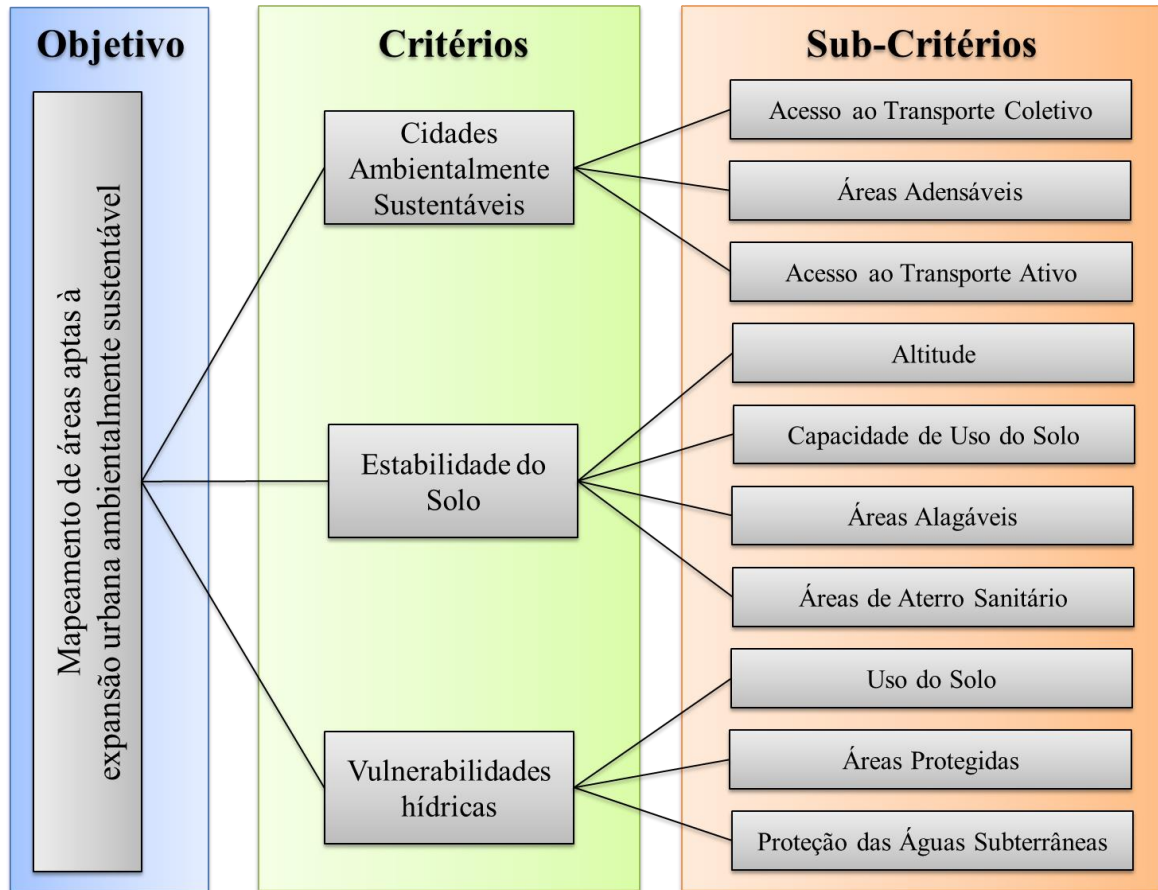 Objetivo
Mapeamento de áreas aptas à
expansão urbana ambientalmente sustentável
Critérios
Cidades
Ambientalmente
Sustentáveis
Estabilidade do
Solo
Vulnerabilidades
hídricas
Sub-Critérios
Acesso ao Transporte Coletivo
Áreas Adensáveis
Acesso ao Transporte Ativo
Altitude
Capacidade de Uso do Solo
Áreas Alagáveis
Áreas de Aterro Sanitário
Uso do Solo
Áreas Protegidas
Proteção das Águas Subterrâneas